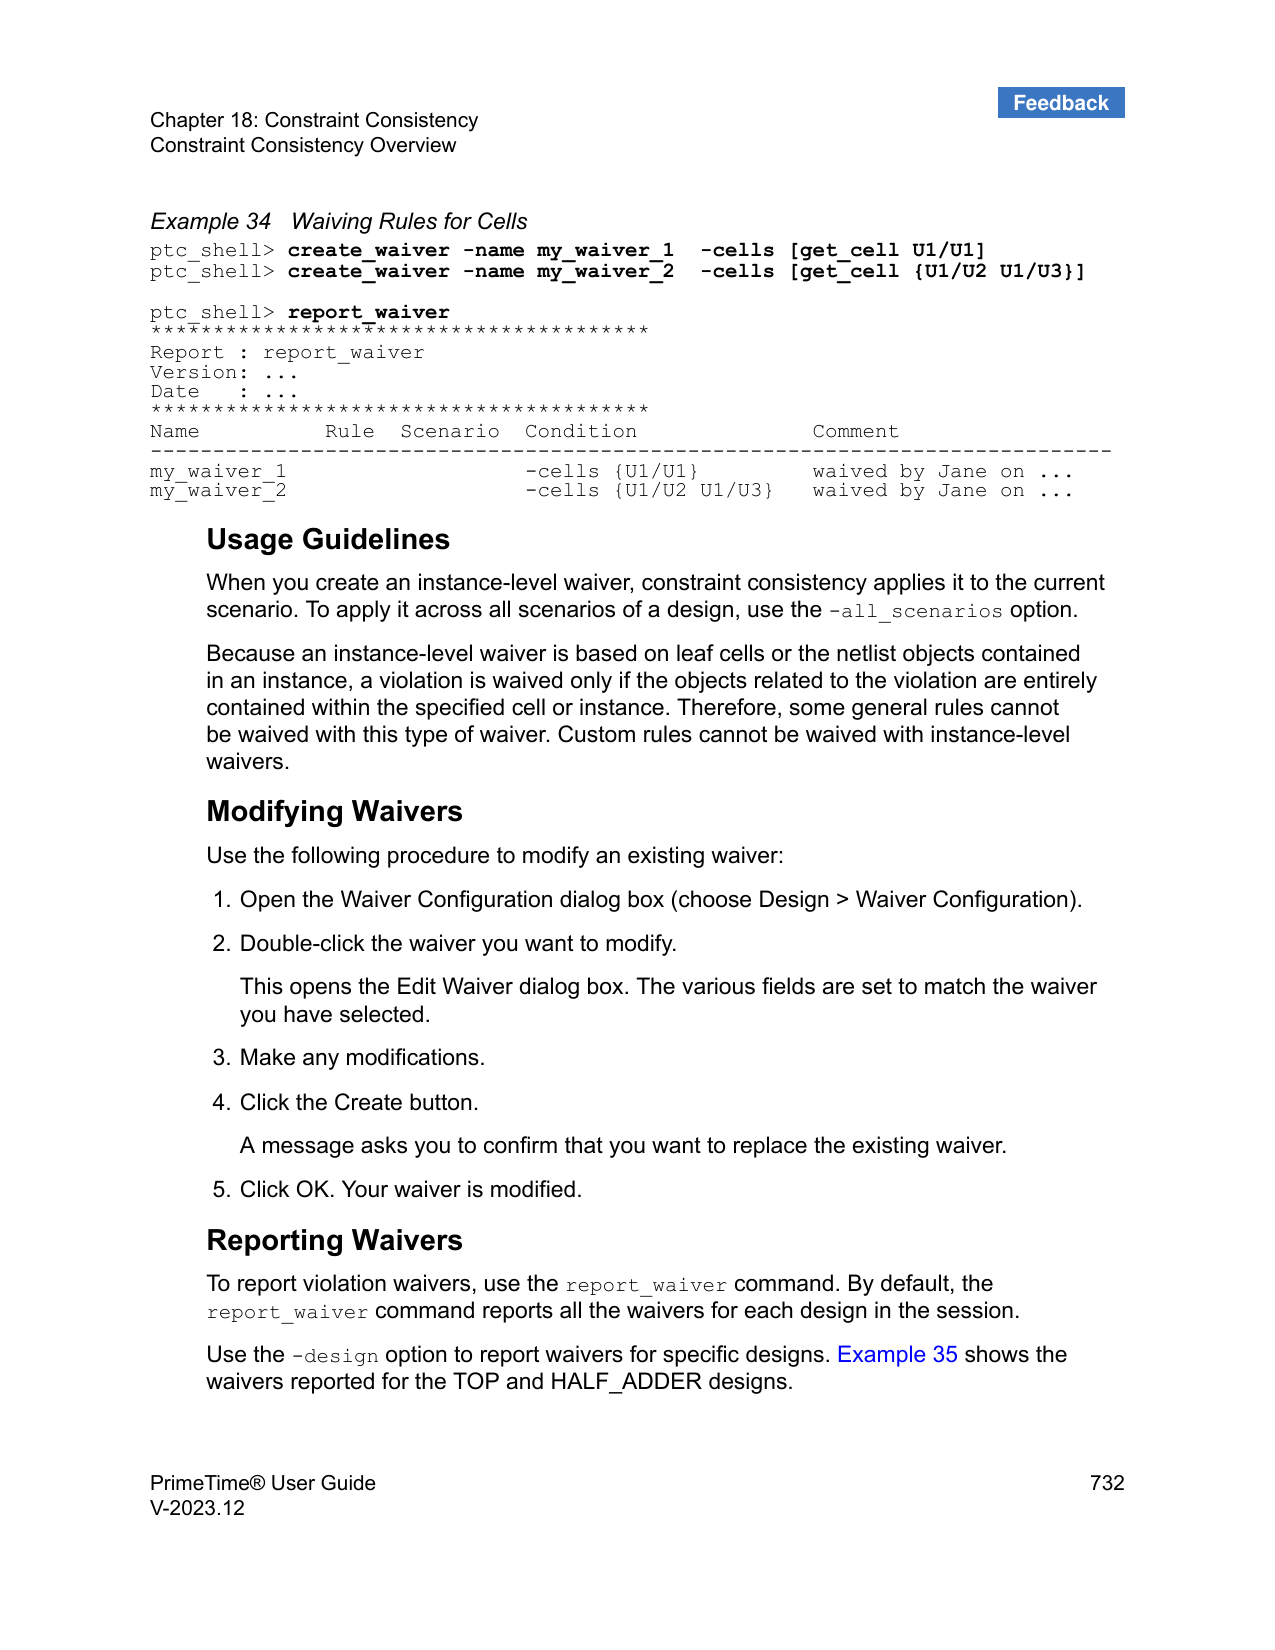 Feedback
Chapter 18: Constraint Consistency
Constraint Consistency Overview
Example 34   Waiving Rules for Cells
ptc_shell> create_waiver -name my_waiver_1  -cells [get_cell U1/U1]
ptc_shell> create_waiver -name my_waiver_2  -cells [get_cell {U1/U2 U1/U3}]
ptc_shell> report_waiver
****************************************
Report : report_waiver
Version: ...
Date   : ...
****************************************
Name          Rule  Scenario  Condition              Comment
-----------------------------------------------------------------------------
my_waiver_1                   -cells {U1/U1}         waived by Jane on ...
my_waiver_2                   -cells {U1/U2 U1/U3}   waived by Jane on ...
Usage Guidelines
When you create an instance-level waiver, constraint consistency applies it to the current
scenario. To apply it across all scenarios of a design, use the -all_scenarios option.
Because an instance-level waiver is based on leaf cells or the netlist objects contained
in an instance, a violation is waived only if the objects related to the violation are entirely
contained within the specified cell or instance. Therefore, some general rules cannot
be waived with this type of waiver. Custom rules cannot be waived with instance-level
waivers.
Modifying Waivers
Use the following procedure to modify an existing waiver:
1. Open the Waiver Configuration dialog box (choose Design > Waiver Configuration).
2. Double-click the waiver you want to modify.
This opens the Edit Waiver dialog box. The various fields are set to match the waiver
you have selected.
3. Make any modifications.
4. Click the Create button.
A message asks you to confirm that you want to replace the existing waiver.
5. Click OK. Your waiver is modified.
Reporting Waivers
To report violation waivers, use the report_waiver command. By default, the
report_waiver command reports all the waivers for each design in the session.
Use the -design option to report waivers for specific designs. Example 35 shows the
waivers reported for the TOP and HALF_ADDER designs.
PrimeTime® User Guide 732
V-2023.12